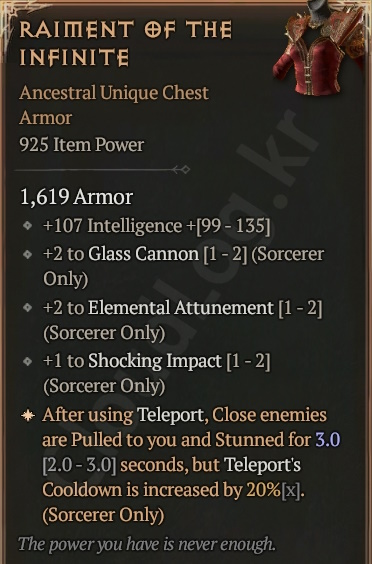 RAIMENT OF THE
INFINITE
Ancestral Unique Chest
Armor
925 Item Power
1,619 Armor
+107 Intelligence +[99 - 135]
+2 to Glass Cannon [1 - 2] (Sorcerer
Only)
+2 to Elemental Attunement [1 - 2]
(Sorcerer Only)
+1 to Shocking Impact [1 - 2]
(Sorcerer Only)
After using Teleport, Close enemies
are Pulled to you and Stunned for 3.0
[2.0 - 3.0] seconds, but Teleport's
Cooldown is increased by 20%[x].
(Sorcerer Only)
The power you have is never enough.